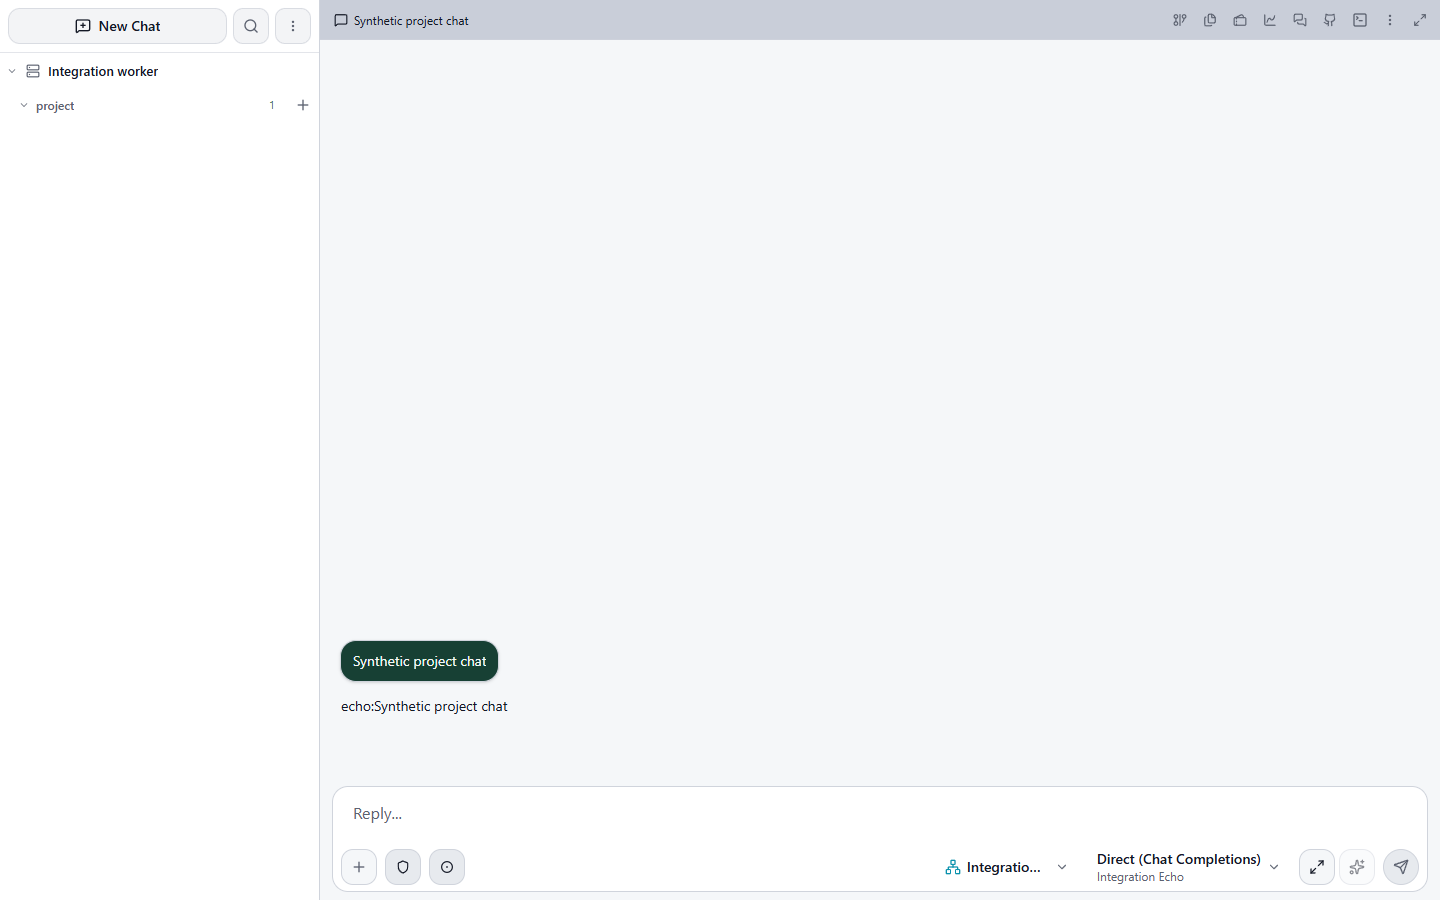 New Chat
Integration worker
project
1
Synthetic project chat
Synthetic project chat
echo:Synthetic project chat
Reply...
Integratio...
Direct (Chat Completions)
Integration Echo